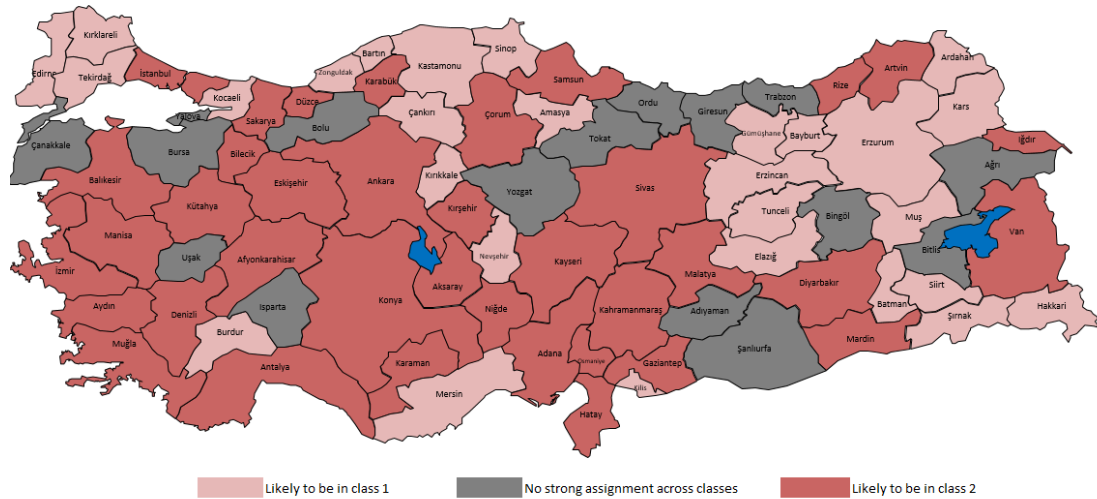 Kırklareli
Edirne
Tekirdağ
İstanbul
Kocaeli
Yalova
Sakarya
Düzce
Zonguldak
Bartın
Karabük
Kastamonu
Sinop
Samsun
Ordu
Giresun
Trabzon
Rize
Artvin
Ardahan
Kars
Iğdır
Ağrı
Erzurum
Bayburt
Gümüşhane
Çanakkale
Bursa
Bilecik
Bolu
Çankırı
Çorum
Amasya
Tokat
Balıkesir
Kütahya
Eskişehir
Ankara
Kırıkkale
Yozgat
Sivas
Erzincan
Tunceli
Bingöl
Muş
Bitlis
Van
Manisa
Uşak
Afyonkarahisar
Kırşehir
Nevşehir
Kayseri
Malatya
Elazığ
Diyarbakır
Batman
Siirt
Şırnak
Hakkari
İzmir
Aydın
Denizli
Isparta
Konya
Aksaray
Niğde
Kahramanmaraş
Adıyaman
Mardin
Şanlıurfa
Muğla
Burdur
Antalya
Karaman
Mersin
Adana
Osmaniye
Gaziantep
Kilis
Hatay
Likely to be in class 1
No strong assignment across classes
Likely to be in class 2